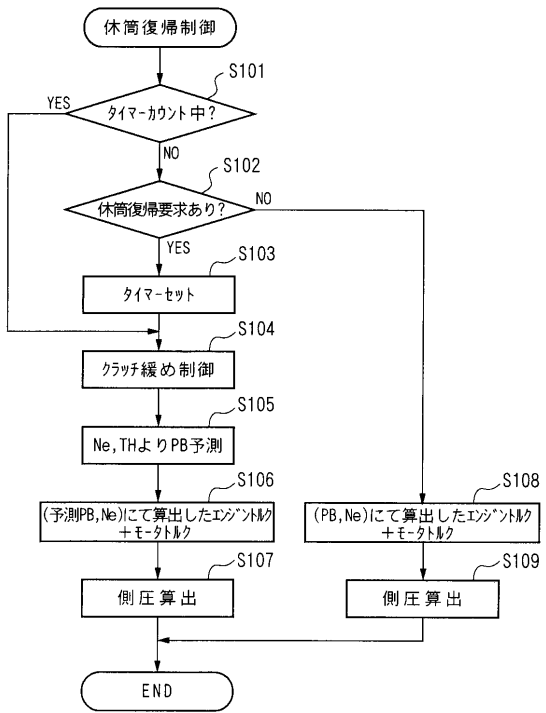 休筒復帰制御
S101
YES
ﾀｲﾏｰｶｳﾝﾄ中?
NO
S102
休筒復帰要求あり?
NO
YES
S103
ﾀｲﾏｰｾｯﾄ
S104
ｸﾗｯﾁ緩め制御
S105
Ne,THよりPB予測
S106
(予測PB,Ne)にて算出したｴﾝｼﾞﾝﾄﾙｸ
+ﾓｰﾀﾄﾙｸ
S108
(PB,Ne)にて算出したｴﾝｼﾞﾝﾄﾙｸ
+ﾓｰﾀﾄﾙｸ
S107
側圧算出
S109
側圧算出
END